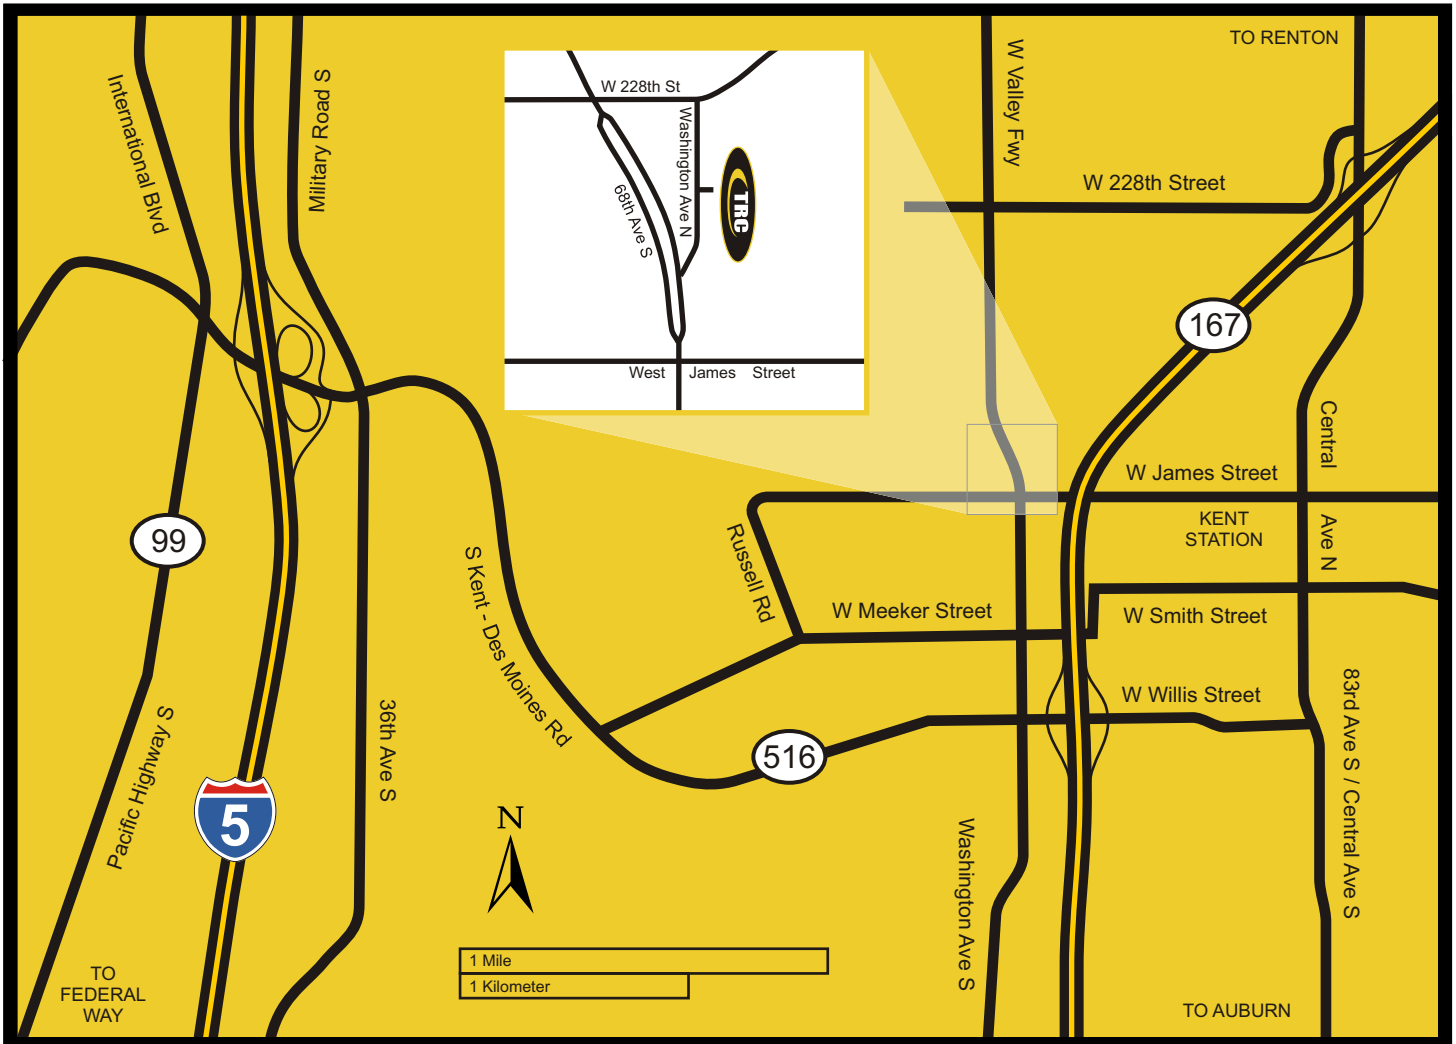 TO RENTON
International Blvd
Military Road S
W 228th St
Washington Ave N
68th Ave S
TRC
West James Street
W Valley Fwy
W 228th Street
167
Central
Ave N
W James Street
KENT
STATION
99
S Kent - Des Moines Rd
Russell Rd
W Meeker Street
W Smith Street
W Willis Street
83rd Ave S / Central Ave S
516
36th Ave S
Pacific Highway S
5
N
Washington Ave S
1 Mile
1 Kilometer
TO
FEDERAL
WAY
TO AUBURN